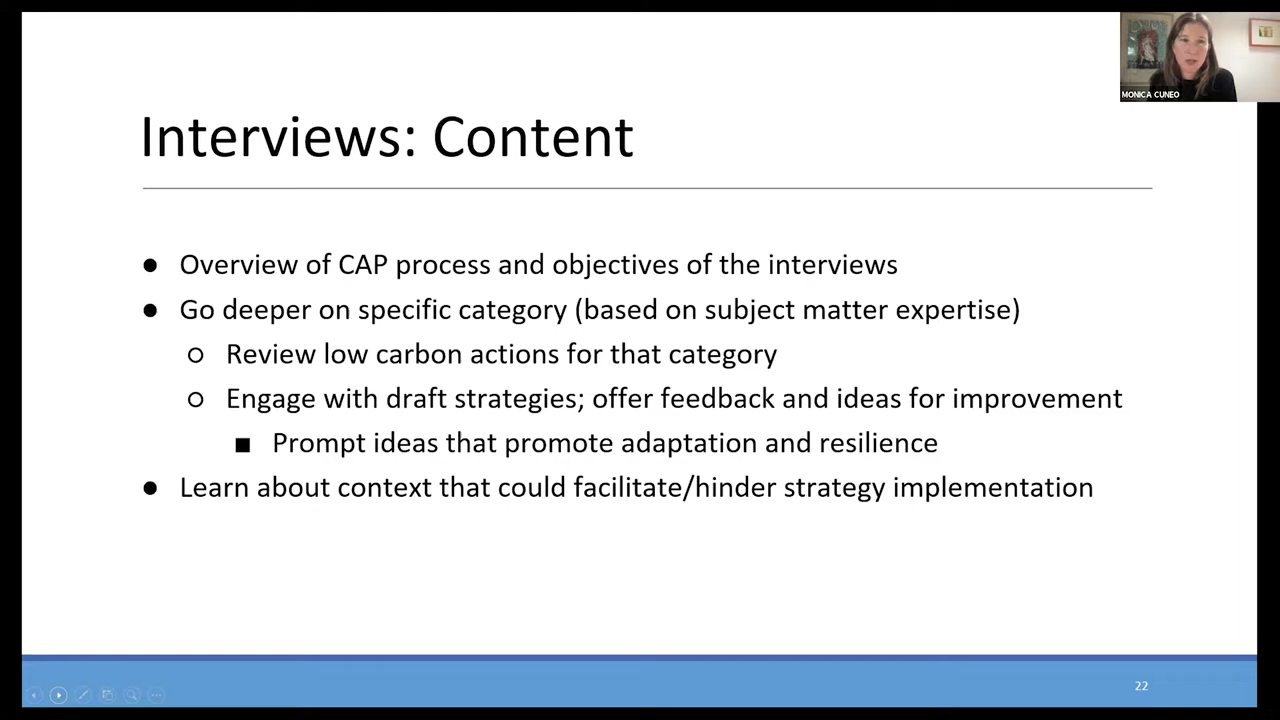 MONICA CUNEO
Interviews: Content
● Overview of CAP process and objectives of the interviews
● Go deeper on specific category (based on subject matter expertise)
○ Review low carbon actions for that category
○ Engage with draft strategies; offer feedback and ideas for improvement
■ Prompt ideas that promote adaptation and resilience
● Learn about context that could facilitate/hinder strategy implementation
22